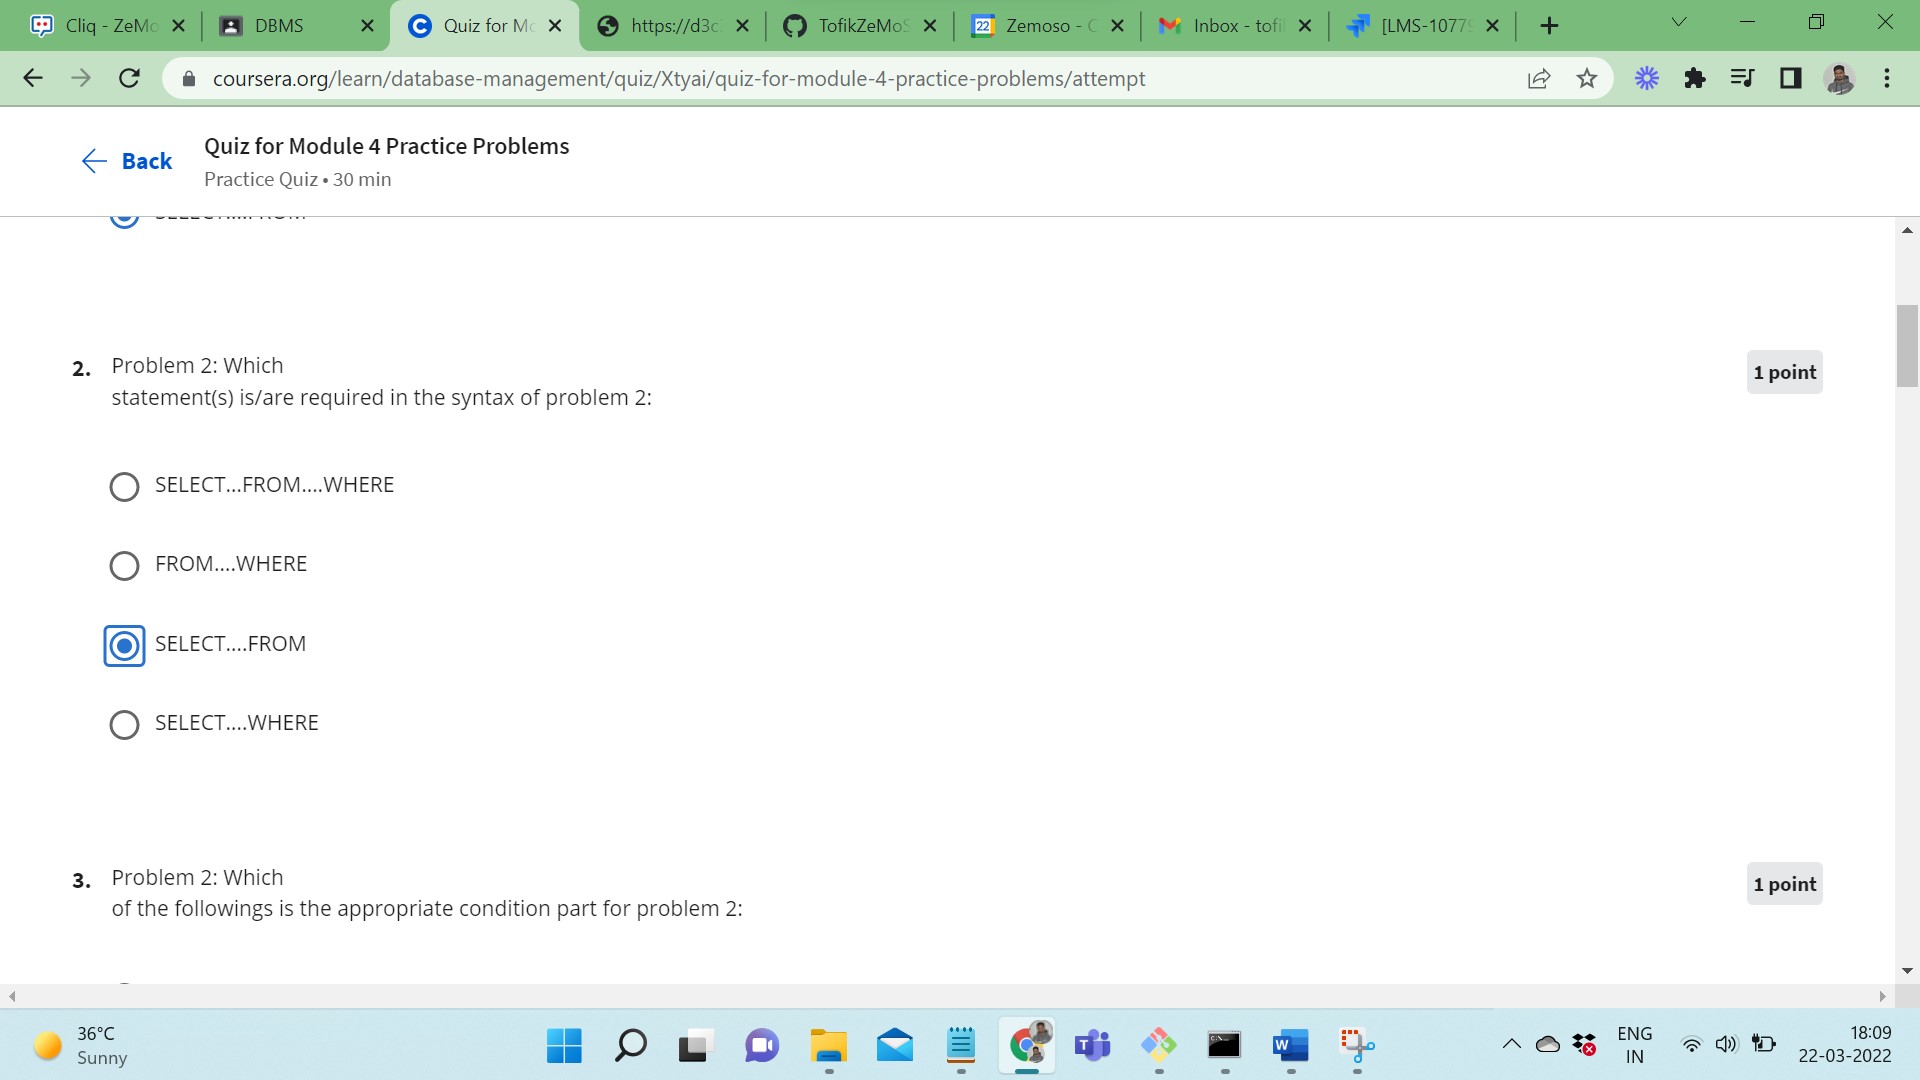 Cliq - ZeMo
DBMS
Quiz for Mo
https://d3c
TofikZeMoS
22
Zemoso - C
Inbox - tofi
[LMS-10779
coursera.org/learn/database-management/quiz/Xtyai/quiz-for-module-4-practice-problems/attempt
Back
Quiz for Module 4 Practice Problems
Practice Quiz • 30 min
SELECT....FROM
2. Problem 2: Which
statement(s) is/are required in the syntax of problem 2:
1 point
SELECT...FROM....WHERE
FROM....WHERE
SELECT....FROM
SELECT....WHERE
3. Problem 2: Which
of the followings is the appropriate condition part for problem 2:
1 point
36°C
Sunny
ENG
IN
18:09
22-03-2022